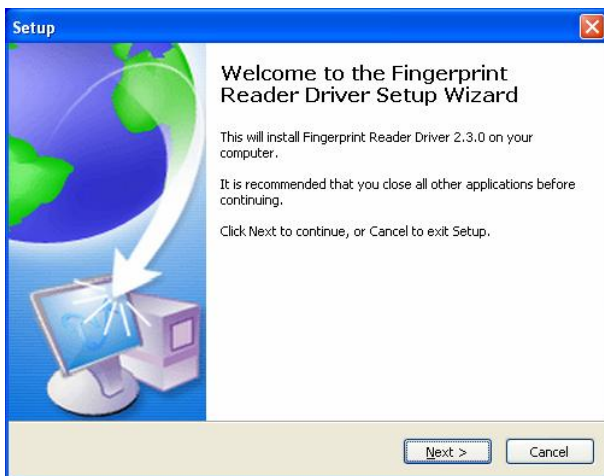 Setup
Welcome to the Fingerprint
Reader Driver Setup Wizard
This will install Fingerprint Reader Driver 2.3.0 on your
computer.
It is recommended that you close all other applications before
continuing.
Click Next to continue, or Cancel to exit Setup.
Next >
Cancel